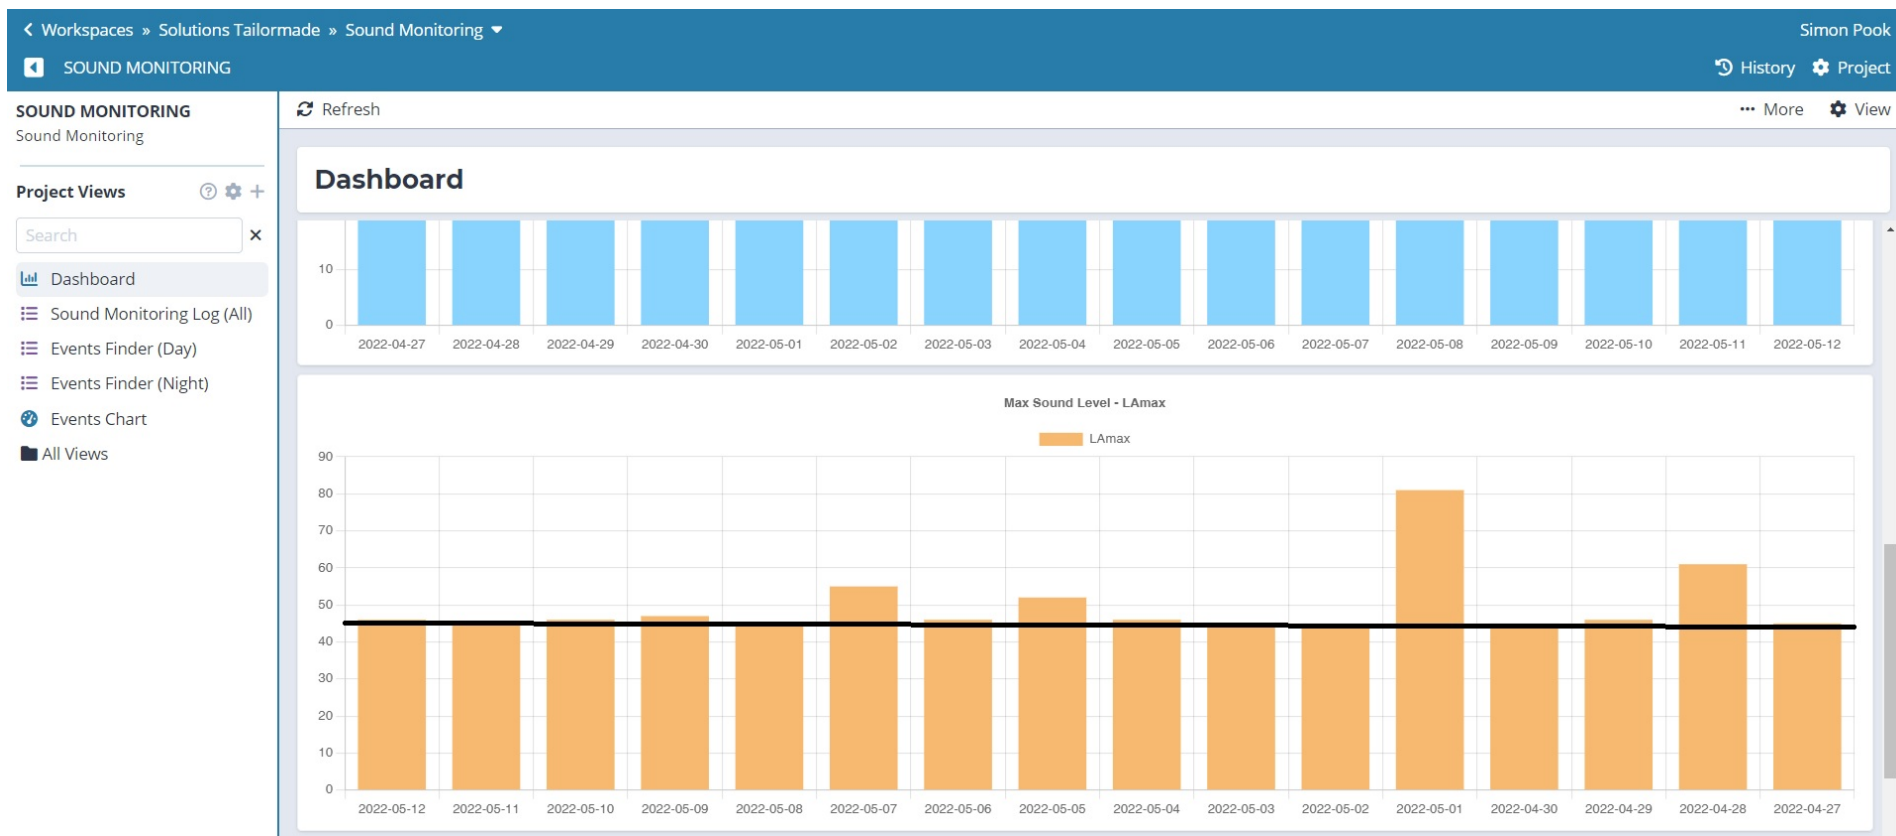 Workspaces » Solutions Tailormade » Sound Monitoring
Simon Pook
SOUND MONITORING
History Project
SOUND MONITORING
Sound Monitoring
Refresh
More View
Project Views
Search
Dashboard
Sound Monitoring Log (All)
Events Finder (Day)
Events Finder (Night)
Events Chart
All Views
Dashboard
10
0
2022-04-27 2022-04-28 2022-04-29 2022-04-30 2022-05-01 2022-05-02 2022-05-03 2022-05-04 2022-05-05 2022-05-06 2022-05-07 2022-05-08 2022-05-09 2022-05-10 2022-05-11 2022-05-12
Max Sound Level - LAmax
LAmax
90
80
70
60
50
40
30
20
10
0
2022-05-12 2022-05-11 2022-05-10 2022-05-09 2022-05-08 2022-05-07 2022-05-06 2022-05-05 2022-05-04 2022-05-03 2022-05-02 2022-05-01 2022-04-30 2022-04-29 2022-04-28 2022-04-27